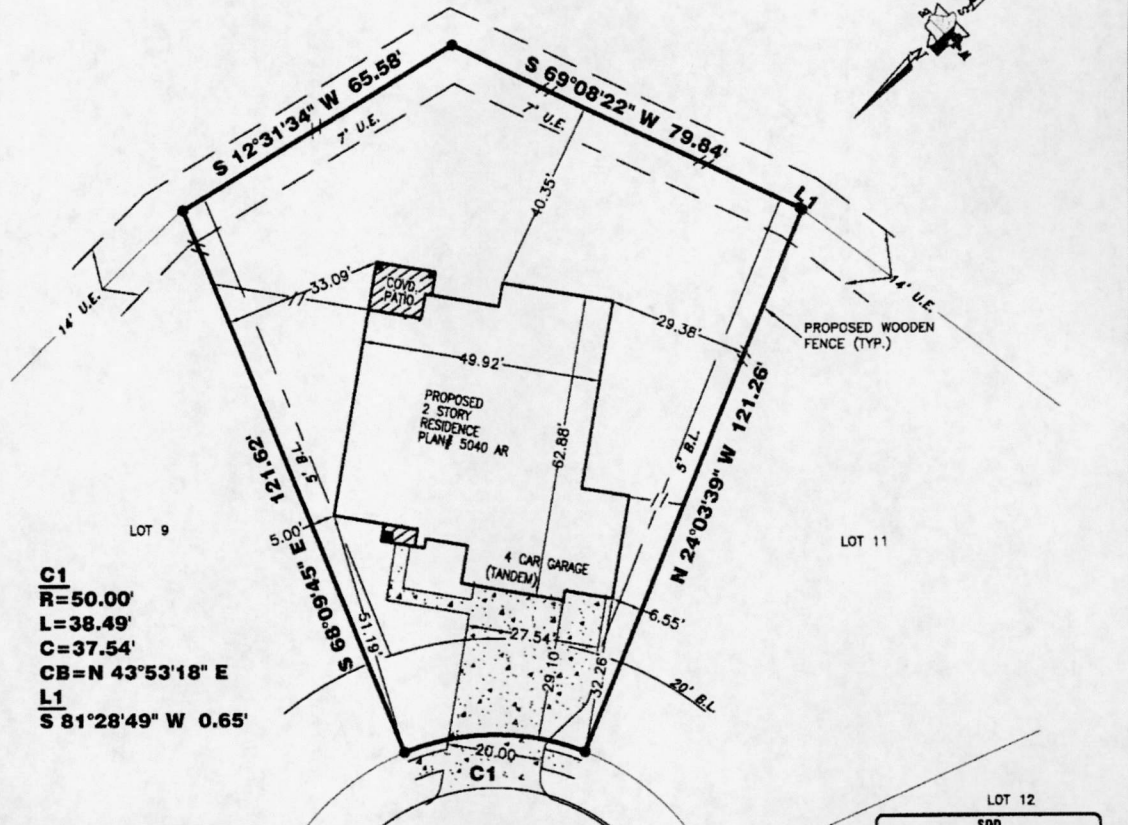 S 12°31'34" W 65.58'
S 69°08'22" W 79.84'
7' U.E.
7' U.E.
L1
40.35'
14' U.E.
14' U.E.
33.09'
COVD.
PATIO
29.38'
PROPOSED WOODEN
FENCE (TYP.)
49.92'
PROPOSED
2 STORY
RESIDENCE
PLAN# 5040 AR
62.88'
N 24°03'39" W 121.26'
5' B.L.
5' B.L.
S 68°09'45" E 121.62'
5.00'
LOT 9
LOT 11
4 CAR GARAGE
(TANDEM)
C1
R=50.00'
L=38.49'
C=37.54'
CB=N 43°53'18" E
L1
S 81°28'49" W 0.65'
27.54'
6.55'
29.10'
32.26'
20' B.L.
20.00
C1
LOT 12